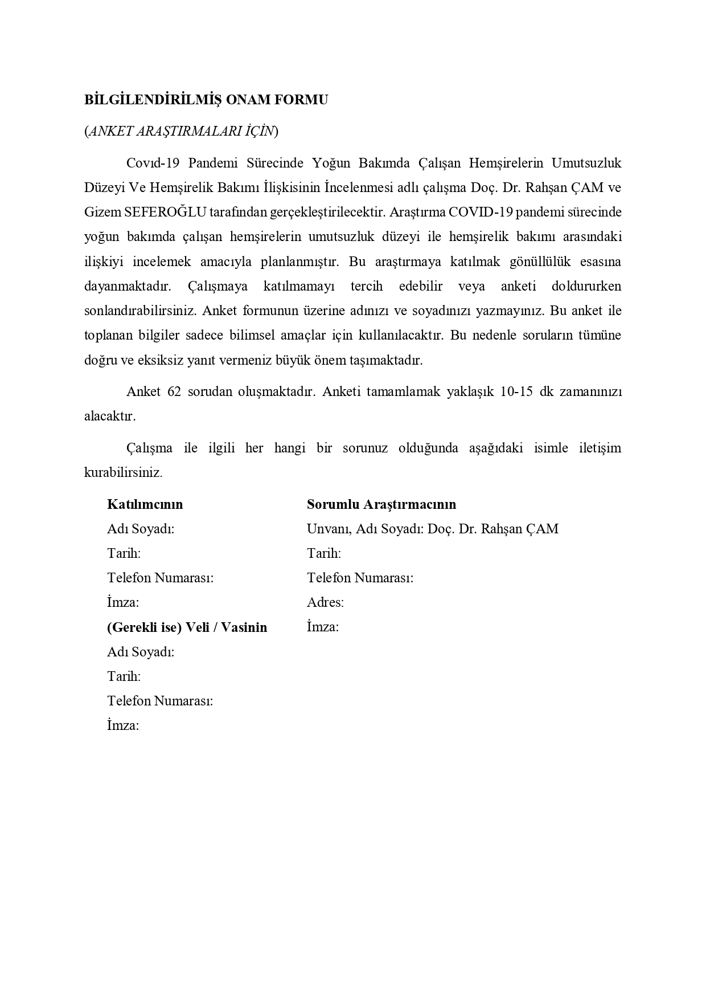 BİLGİLENDİRİLMİŞ ONAM FORMU
(ANKET ARAŞTIRMALARI İÇİN)
Covıd-19 Pandemi Sürecinde Yoğun Bakımda Çalışan Hemşirelerin Umutsuzluk
Düzeyi Ve Hemşirelik Bakımı İlişkisinin İncelenmesi adlı çalışma Doç. Dr. Rahşan ÇAM ve
Gizem SEFEROĞLU tarafından gerçekleştirilecektir. Araştırma COVID-19 pandemi sürecinde
yoğun bakımda çalışan hemşirelerin umutsuzluk düzeyi ile hemşirelik bakımı arasındaki
ilişkiyi incelemek amacıyla planlanmıştır. Bu araştırmaya katılmak gönüllülük esasına
dayanmaktadır. Çalışmaya katılmamayı tercih edebilir veya anketi doldururken
sonlandırabilirsiniz. Anket formunun üzerine adınızı ve soyadınızı yazmayınız. Bu anket ile
toplanan bilgiler sadece bilimsel amaçlar için kullanılacaktır. Bu nedenle soruların tümüne
doğru ve eksiksiz yanıt vermeniz büyük önem taşımaktadır.
Anket 62 sorudan oluşmaktadır. Anketi tamamlamak yaklaşık 10-15 dk zamanınızı
alacaktır.
Çalışma ile ilgili her hangi bir sorunuz olduğunda aşağıdaki isimle iletişim
kurabilirsiniz.
Katılımcının
Adı Soyadı:
Tarih:
Telefon Numarası:
İmza:
(Gerekli ise) Veli / Vasinin
Adı Soyadı:
Tarih:
Telefon Numarası:
İmza:
Sorumlu Araştırmacının
Unvanı, Adı Soyadı: Doç. Dr. Rahşan ÇAM
Tarih:
Telefon Numarası:
Adres:
İmza: